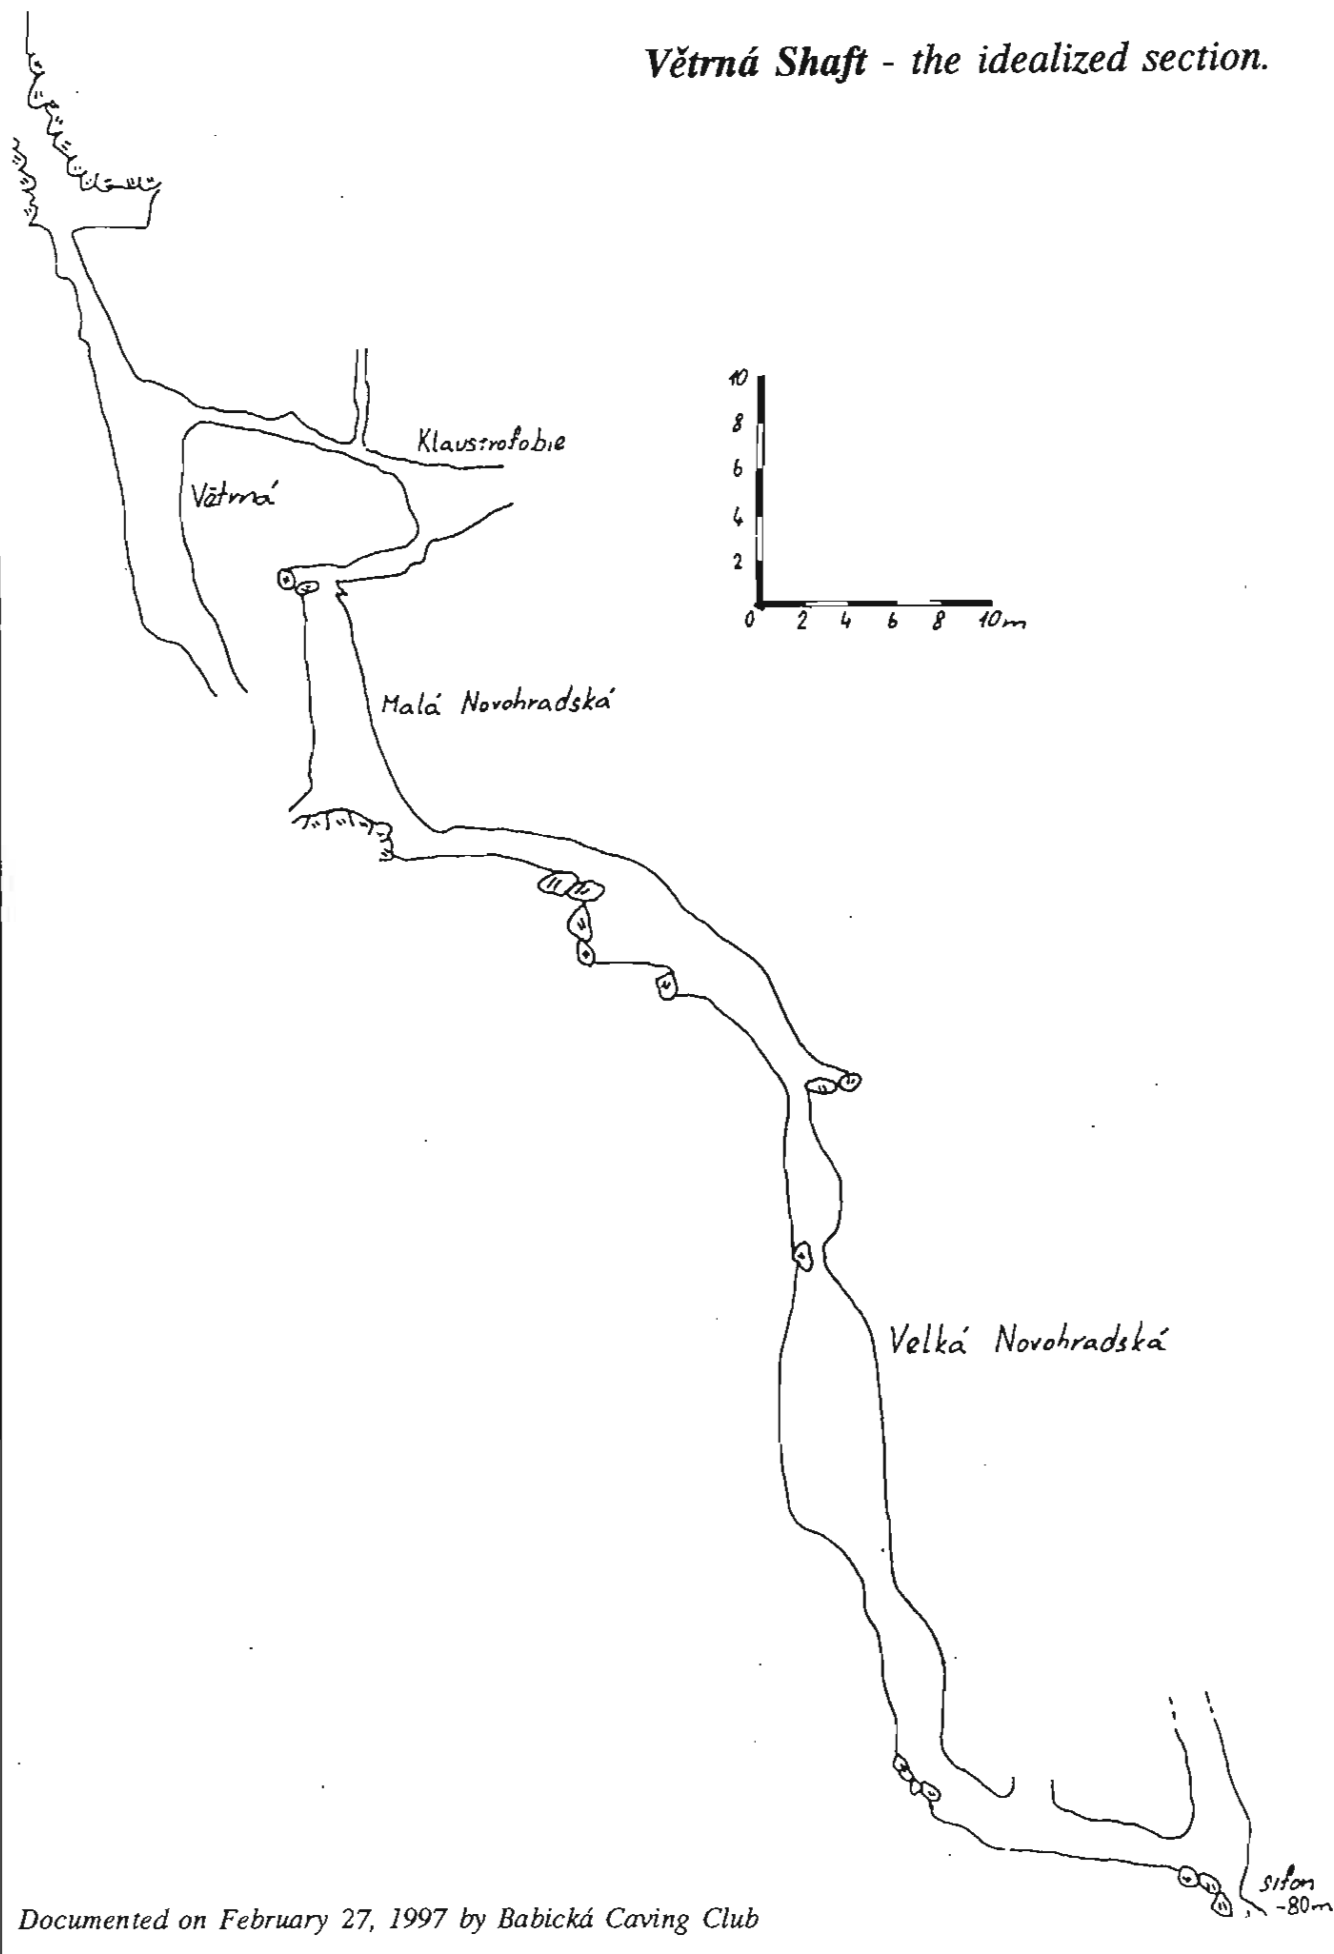 Větrná Shaft - the idealized section.
Klaustrofobie
Větrná
10
8
6
4
2
0 2 4 6 8 10m
Malá Novohradská
Velká Novohradská
sifon
-80m
Documented on February 27, 1997 by Babická Caving Club